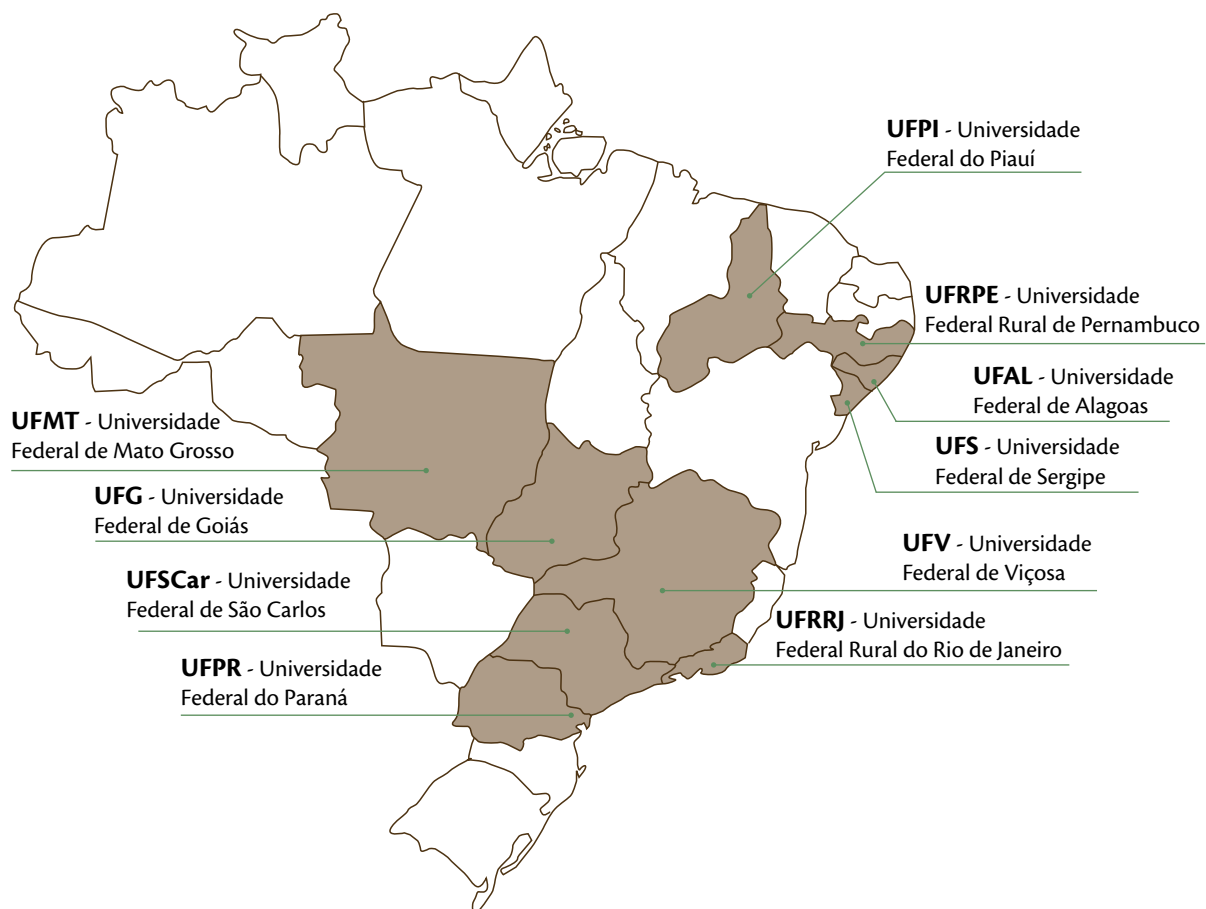 UFPI - Universidade
Federal do Piauí
UFRPE - Universidade
Federal Rural de Pernambuco
UFAL - Universidade
Federal de Alagoas
UFMT - Universidade
Federal de Mato Grosso
UFS - Universidade
Federal de Sergipe
UFG - Universidade
Federal de Goiás
UFV - Universidade
Federal de Viçosa
UFSCar - Universidade
Federal de São Carlos
UFRRJ - Universidade
Federal Rural do Rio de Janeiro
UFPR - Universidade
Federal do Paraná